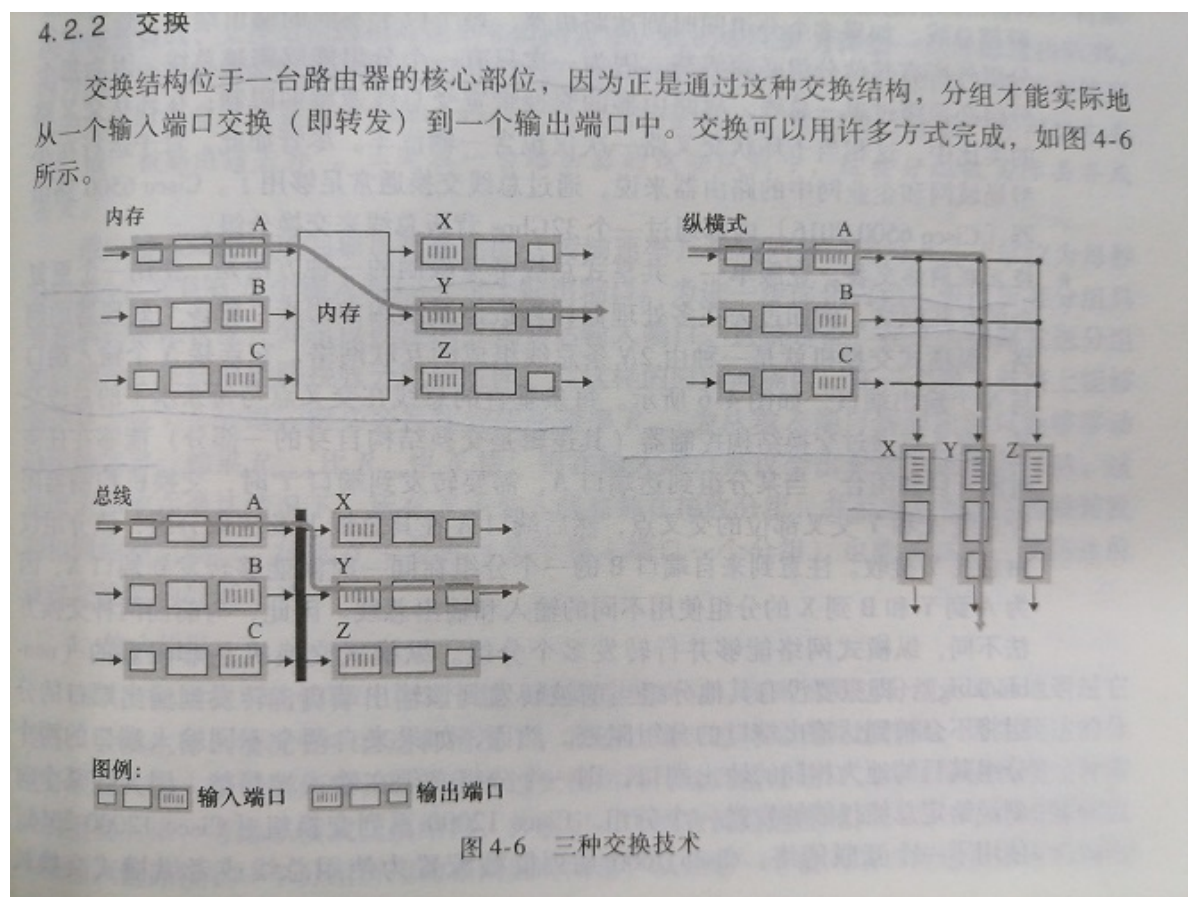 4.2.2 交换
交换结构位于一台路由器的核心部位，因为正是通过这种交换结构，分组才能实际地
从一个输入端口交换（即转发）到一个输出端口中。交换可以用许多方式完成，如图 4-6
所示。
内存
A
X
B
内存
Y
C
Z
纵横式
A
B
C
X
Y
Z
总线
A
X
B
Y
C
Z
图例：
输入端口
输出端口
图 4-6 三种交换技术